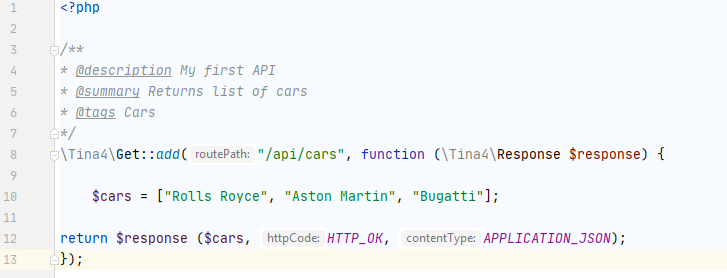 1 <?php
2
3 /**
4 * @description My first API
5 * @summary Returns list of cars
6 * @tags Cars
7 */
8 \Tina4\Get::add( routePath: "/api/cars", function (\Tina4\Response $response) {
9
10 $cars = ["Rolls Royce", "Aston Martin", "Bugatti"];
11
12 return $response ($cars, httpCode: HTTP_OK, contentType: APPLICATION_JSON);
13 });